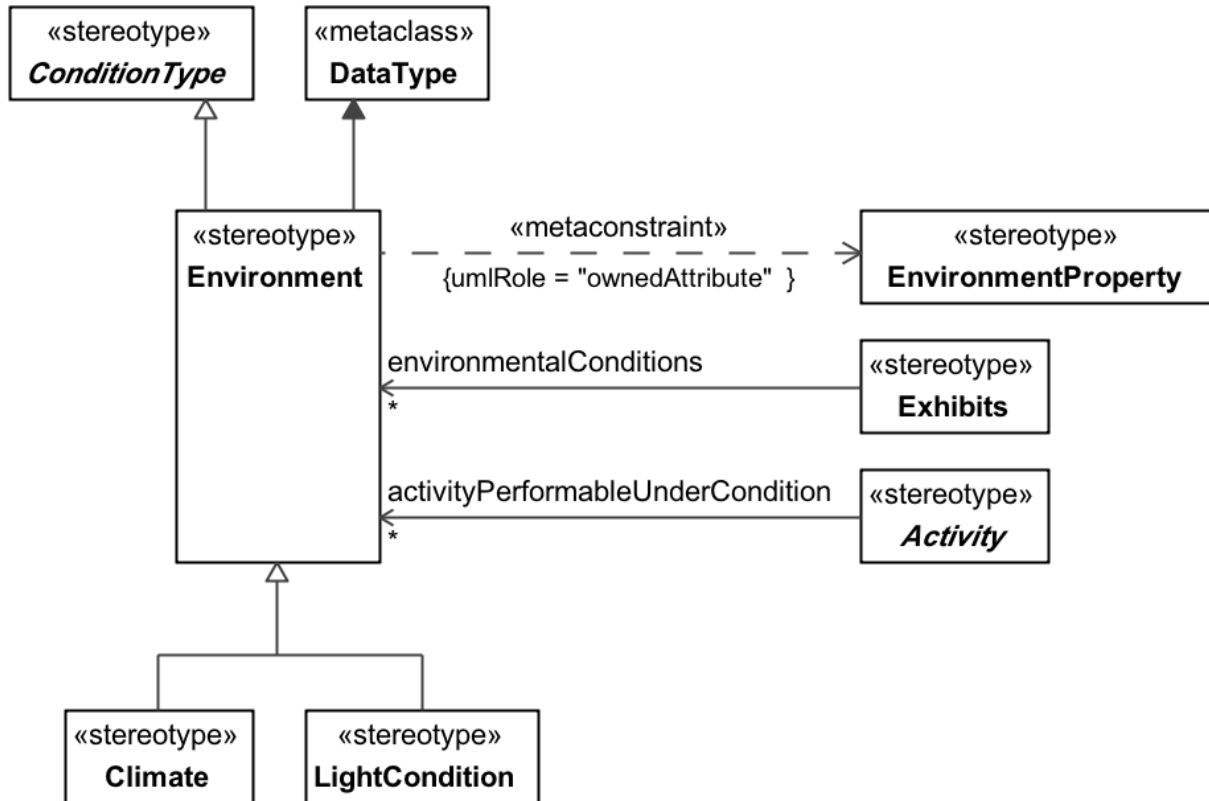 «stereotype»
ConditionType
«metaclass»
DataType
«stereotype»
Environment
«metaconstraint»
{umlRole = "ownedAttribute" }
«stereotype»
EnvironmentProperty
environmentalConditions
*
«stereotype»
Exhibits
activityPerformableUnderCondition
*
«stereotype»
Activity
«stereotype»
Climate
«stereotype»
LightCondition